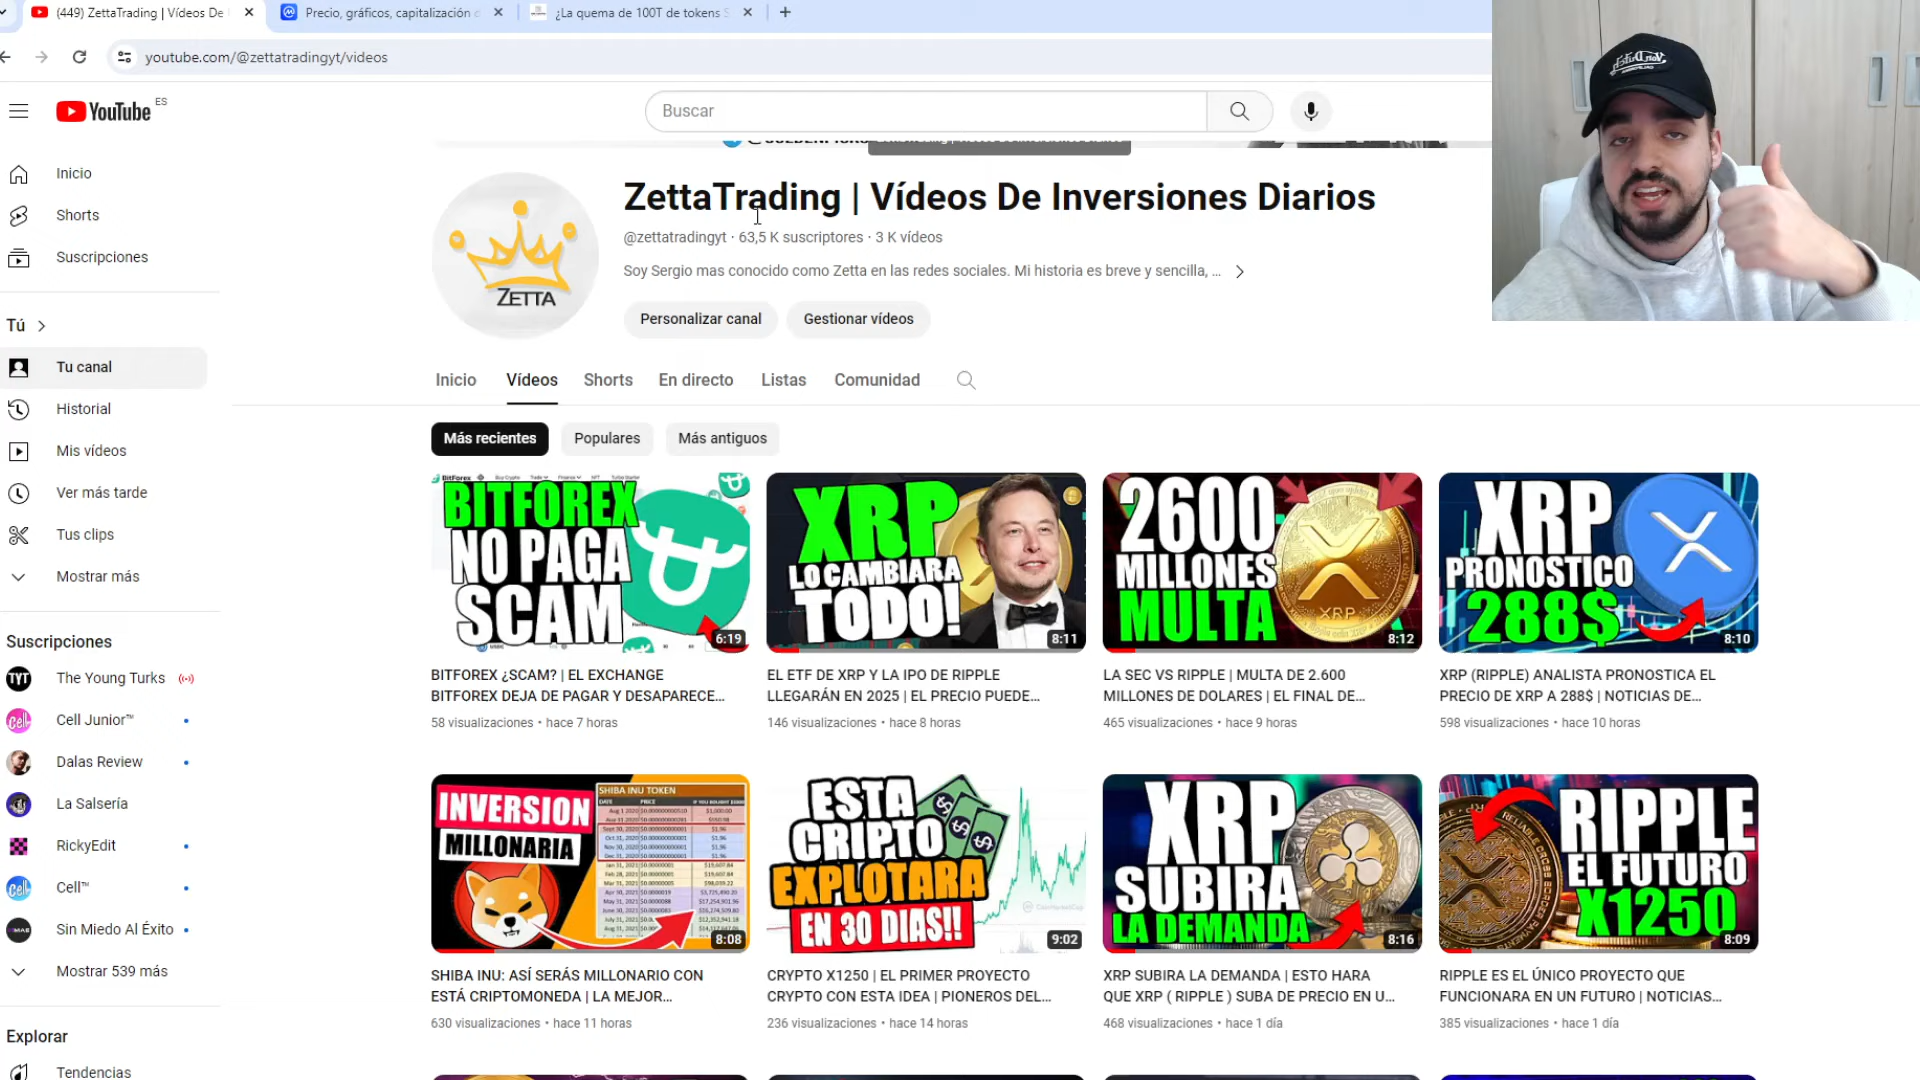 (449) ZettaTrading | Vídeos De
Precio, gráficos, capitalización
¿La quema de 100T de tokens S
youtube.com/@zettatradingyt/videos
YouTube
ES
Buscar
Inicio
Shorts
Suscripciones
Tú
Tu canal
Historial
Mis vídeos
Ver más tarde
Tus clips
Mostrar más
Suscripciones
The Young Turks
Cell Junior™
Dalas Review
La Salsería
RickyEdit
Cell™
Sin Miedo Al Éxito
Mostrar 539 más
Explorar
Tendencias
ZETTA
ZettaTrading | Vídeos De Inversiones Diarios
@zettatradingyt · 63,5 K suscriptores · 3 K vídeos
Soy Sergio mas conocido como Zetta en las redes sociales. Mi historia es breve y sencilla, ...
Personalizar canal
Gestionar vídeos
Inicio
Vídeos
Shorts
En directo
Listas
Comunidad
Más recientes
Populares
Más antiguos
BITFOREX
NO PAGA
SCAM
6:19
BITFOREX ¿SCAM? | EL EXCHANGE
BITFOREX DEJA DE PAGAR Y DESAPARECE...
58 visualizaciones • hace 7 horas
XRP
LO CAMBIARA
TODO!
8:11
EL ETF DE XRP Y LA IPO DE RIPPLE
LLEGARÁN EN 2025 | EL PRECIO PUEDE...
146 visualizaciones • hace 8 horas
2600
MILLONES
MULTA
XRP
8:12
LA SEC VS RIPPLE | MULTA DE 2.600
MILLONES DE DOLARES | EL FINAL DE...
465 visualizaciones • hace 9 horas
XRP
PRONOSTICO
288$
8:10
XRP (RIPPLE) ANALISTA PRONOSTICA EL
PRECIO DE XRP A 288$ | NOTICIAS DE...
598 visualizaciones • hace 10 horas
INVERSION
MILLONARIA
SHIBA INU TOKEN
DATE
PRICE
8:08
SHIBA INU: ASÍ SERÁS MILLONARIO CON
ESTÁ CRIPTOMONEDA | LA MEJOR...
630 visualizaciones • hace 11 horas
ESTA
CRIPTO
EXPLOTARA
EN 30 DIAS!!
CoinMarketCap
9:02
CRYPTO X1250 | EL PRIMER PROYECTO
CRYPTO CON ESTA IDEA | PIONEROS DEL...
236 visualizaciones • hace 14 horas
XRP
SUBIRA
LA DEMANDA
8:16
XRP SUBIRA LA DEMANDA | ESTO HARA
QUE XRP ( RIPPLE ) SUBA DE PRECIO EN U...
468 visualizaciones • hace 1 día
RIPPLE
EL FUTURO
X1250
8:09
RIPPLE ES EL ÚNICO PROYECTO QUE
FUNCIONARA EN UN FUTURO | NOTICIAS...
385 visualizaciones • hace 1 día